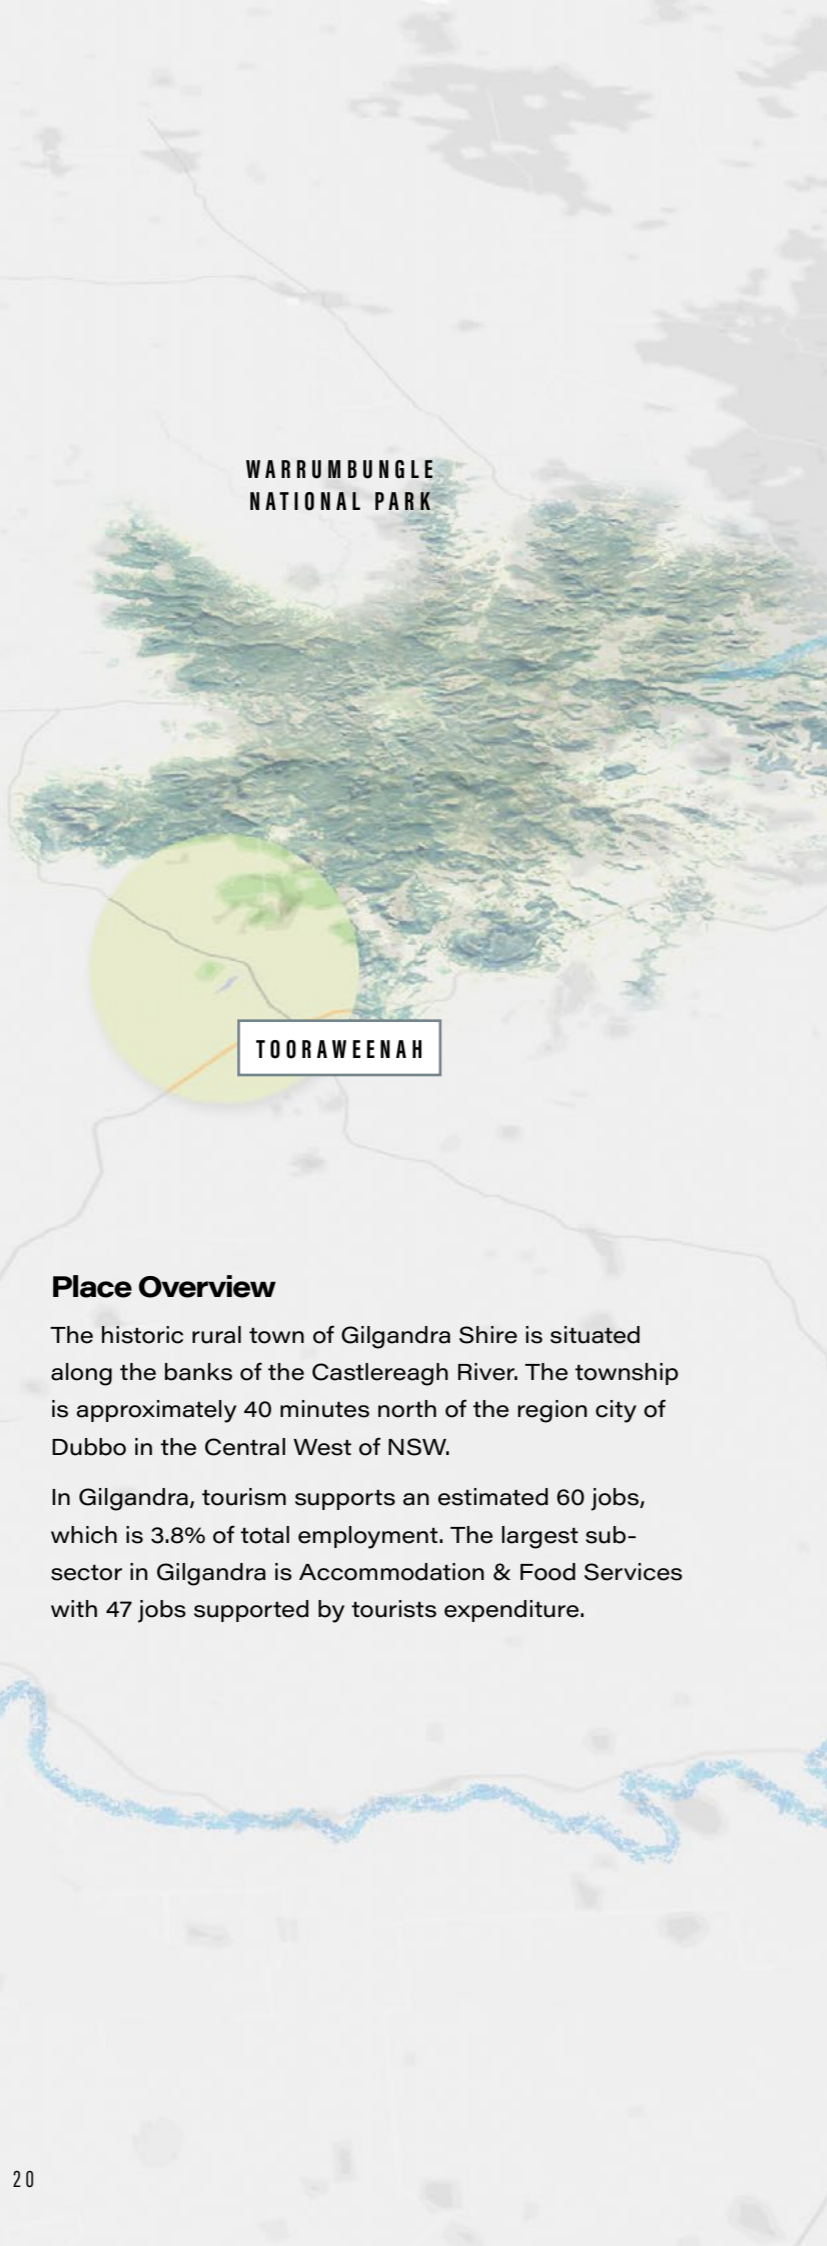 WARRUMBUNGLE
NATIONAL PARK
TOORAWEENAH
Place Overview
The historic rural town of Gilgandra Shire is situated
along the banks of the Castlereagh River. The township
is approximately 40 minutes north of the region city of
Dubbo in the Central West of NSW.
In Gilgandra, tourism supports an estimated 60 jobs,
which is 3.8% of total employment. The largest sub-
sector in Gilgandra is Accommodation & Food Services
with 47 jobs supported by tourists expenditure.
20